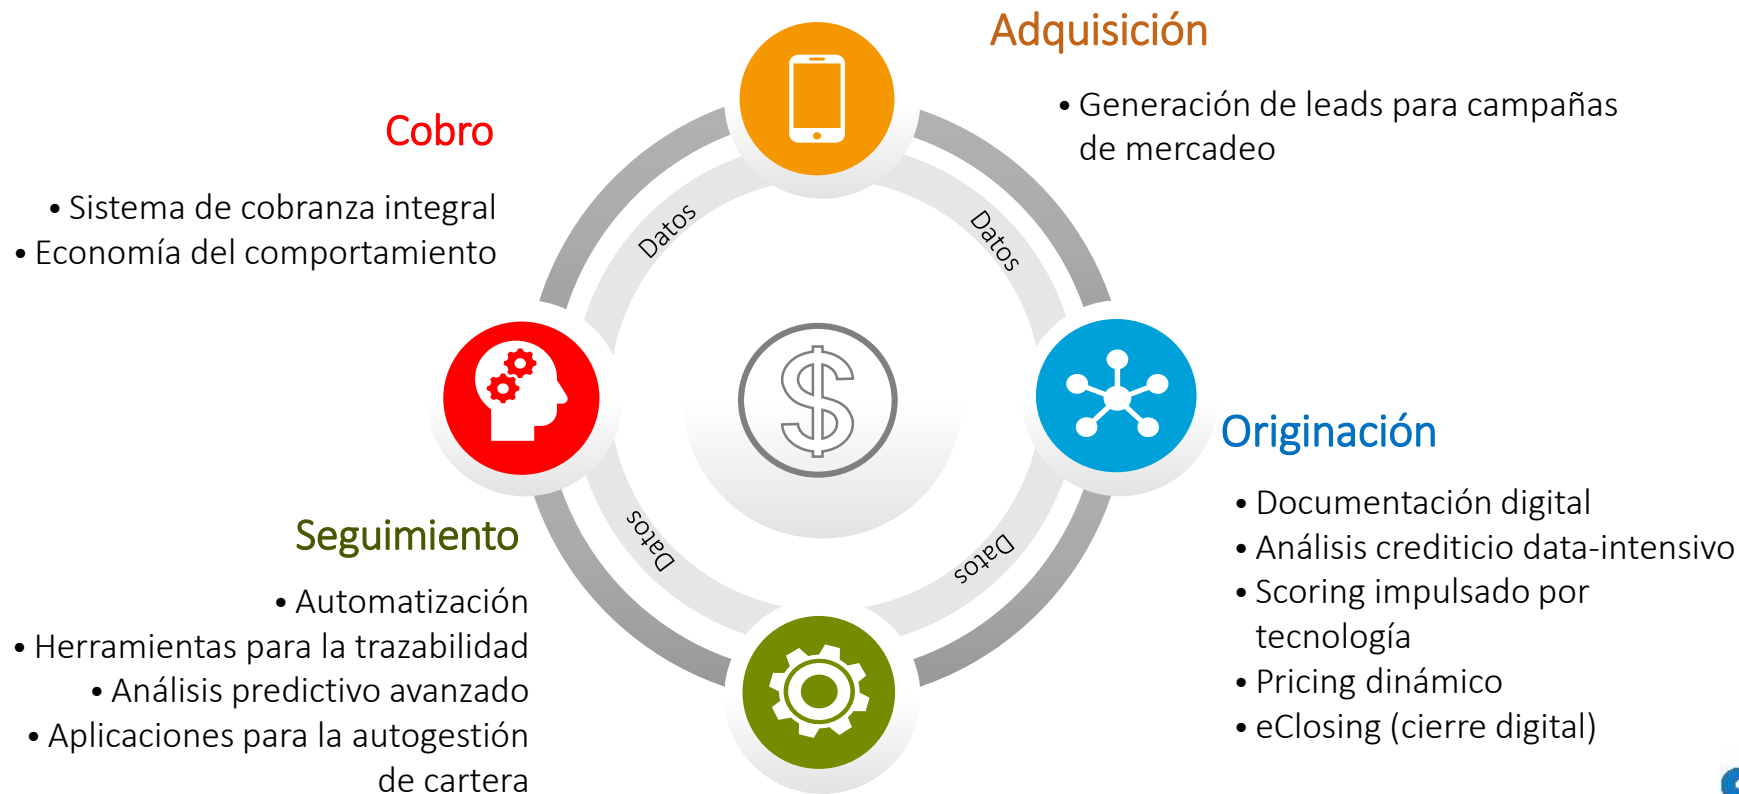 Adquisición
• Generación de leads para campañas
de mercadeo
Cobro
• Sistema de cobranza integral
• Economía del comportamiento
Datos
Datos
$
Originación
• Documentación digital
• Análisis crediticio data-intensivo
• Scoring impulsado por
tecnología
• Pricing dinámico
• eClosing (cierre digital)
Seguimiento
• Automatización
• Herramientas para la trazabilidad
• Análisis predictivo avanzado
• Aplicaciones para la autogestión
de cartera
Datos
Datos